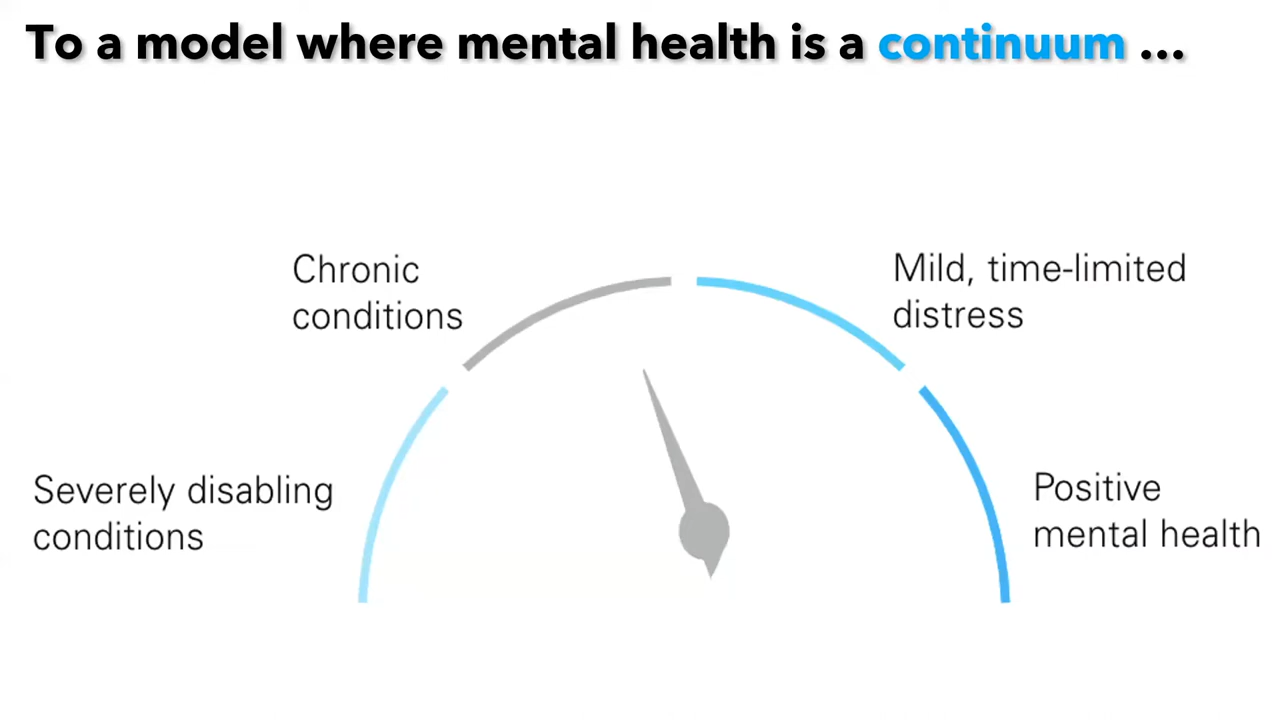 To a model where mental health is a continuum ...
Chronic
conditions
Mild, time-limited
distress
Severely disabling
conditions
Positive
mental health